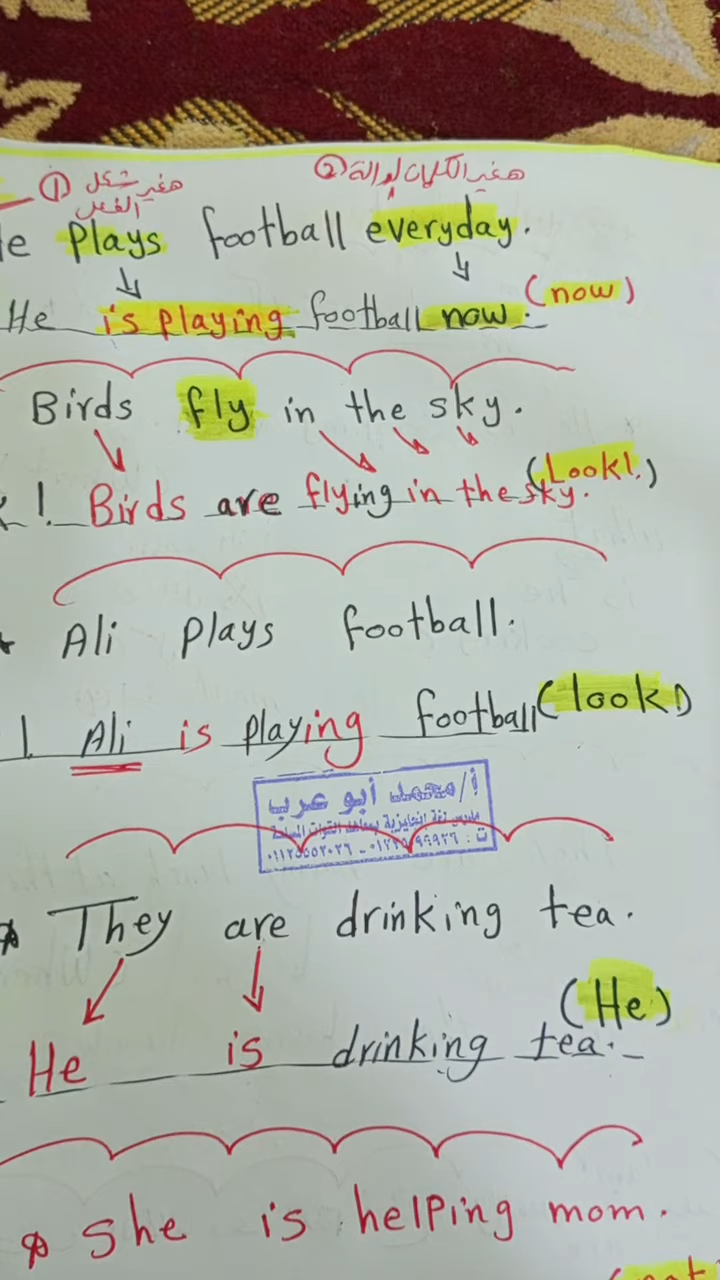 ① هغير شكل الفعل
② هغير الكلمات الدالة
e plays football everyday.
(now)
He is playing football now.
Birds fly in the sky.
(Look!)
! Birds are flying in the sky.
Ali plays football.
(look!)
! Ali is playing football
أ/محمد أبو عرب
They are drinking tea.
(He)
He is drinking tea.
She is helping mom.